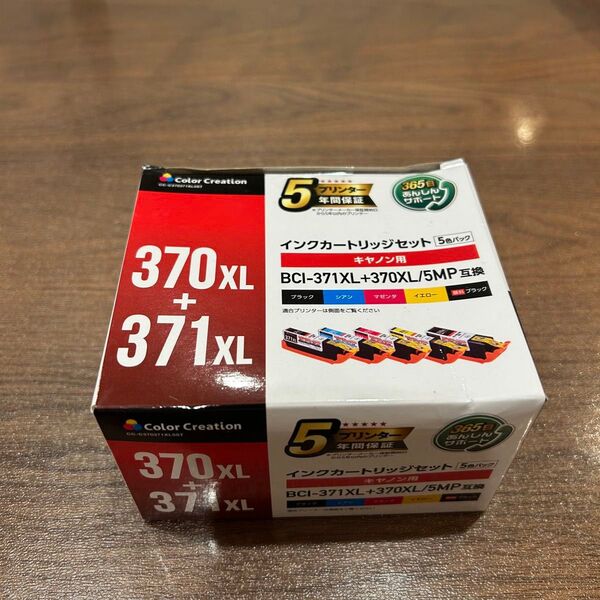 Color Creation
CC-C370371XL5ST
370XL
+
371XL
5
プリンター
年間保証
365日
あんしん
サポート
インクカートリッジセット 5色パック
キヤノン用
BCI-371XL+370XL/5MP互換
ブラック シアン マゼンタ イエロー 顔料ブラック
適合プリンターは側面をご覧ください
Color Creation
CC-C370371XL5ST
370XL
+
371XL
5
プリンター
年間保証
365日
あんしん
サポート
インクカートリッジセット 5色パック
キヤノン用
BCI-371XL+370XL/5MP互換